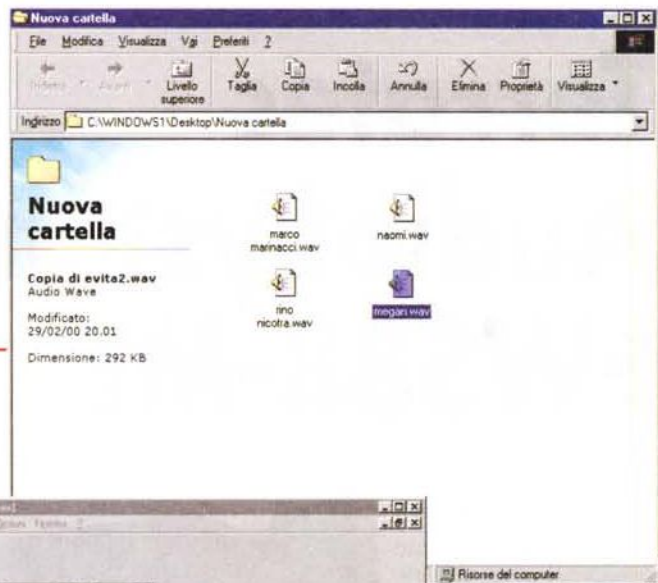 Nuova cartella
File Modifica Visualizza Vai Preferiti ?
Indietro Avanti Livello superiore Taglia Copia Incolla Annulla Elimina Proprietà Visualizza
Indirizzo C:\WINDOWS1\Desktop\Nuova cartella
Nuova
cartella
Copia di evita2.wav
Audio Wave
Modificato:
29/02/00 20.01
Dimensione: 292 KB
marco
marinacci.wav
naomi.wav
rino
nicotra.wav
megan.wav
?
Risorse del computer